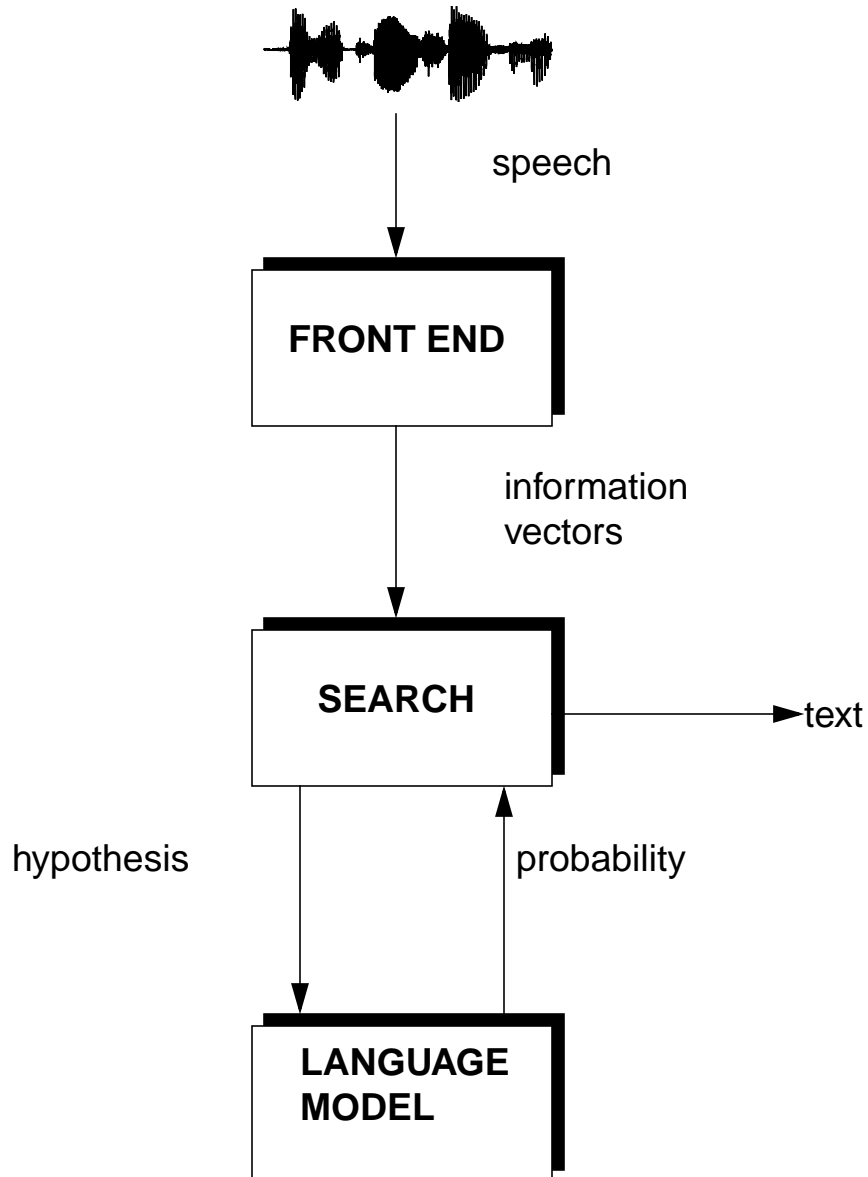 speech
FRONT END
information
vectors
SEARCH
text
hypothesis
probability
LANGUAGE
MODEL